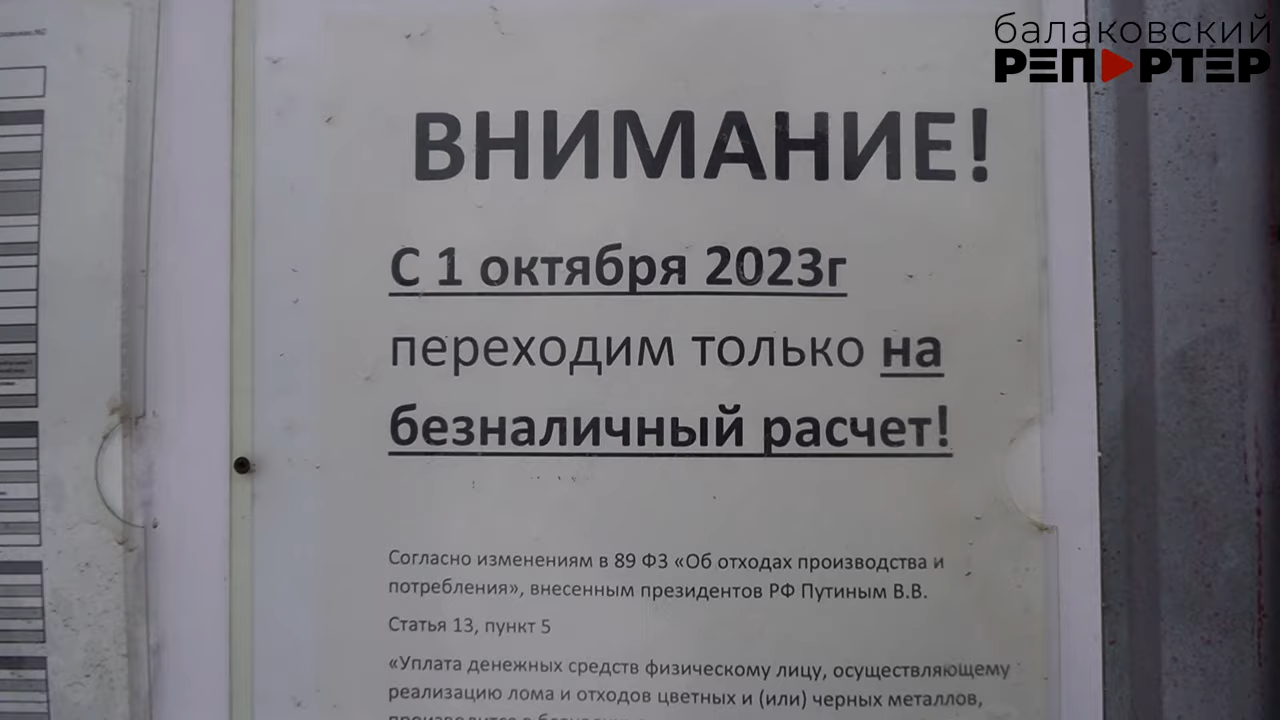 балаковский
РЕПОРТЕР
ВНИМАНИЕ!
С 1 октября 2023г
переходим только на
безналичный расчет!
Согласно изменениям в 89 ФЗ «Об отходах производства и
потребления», внесенным президентов РФ Путиным В.В.
Статья 13, пункт 5
«Уплата денежных средств физическому лицу, осуществляющему
реализацию лома и отходов цветных и (или) черных металлов,